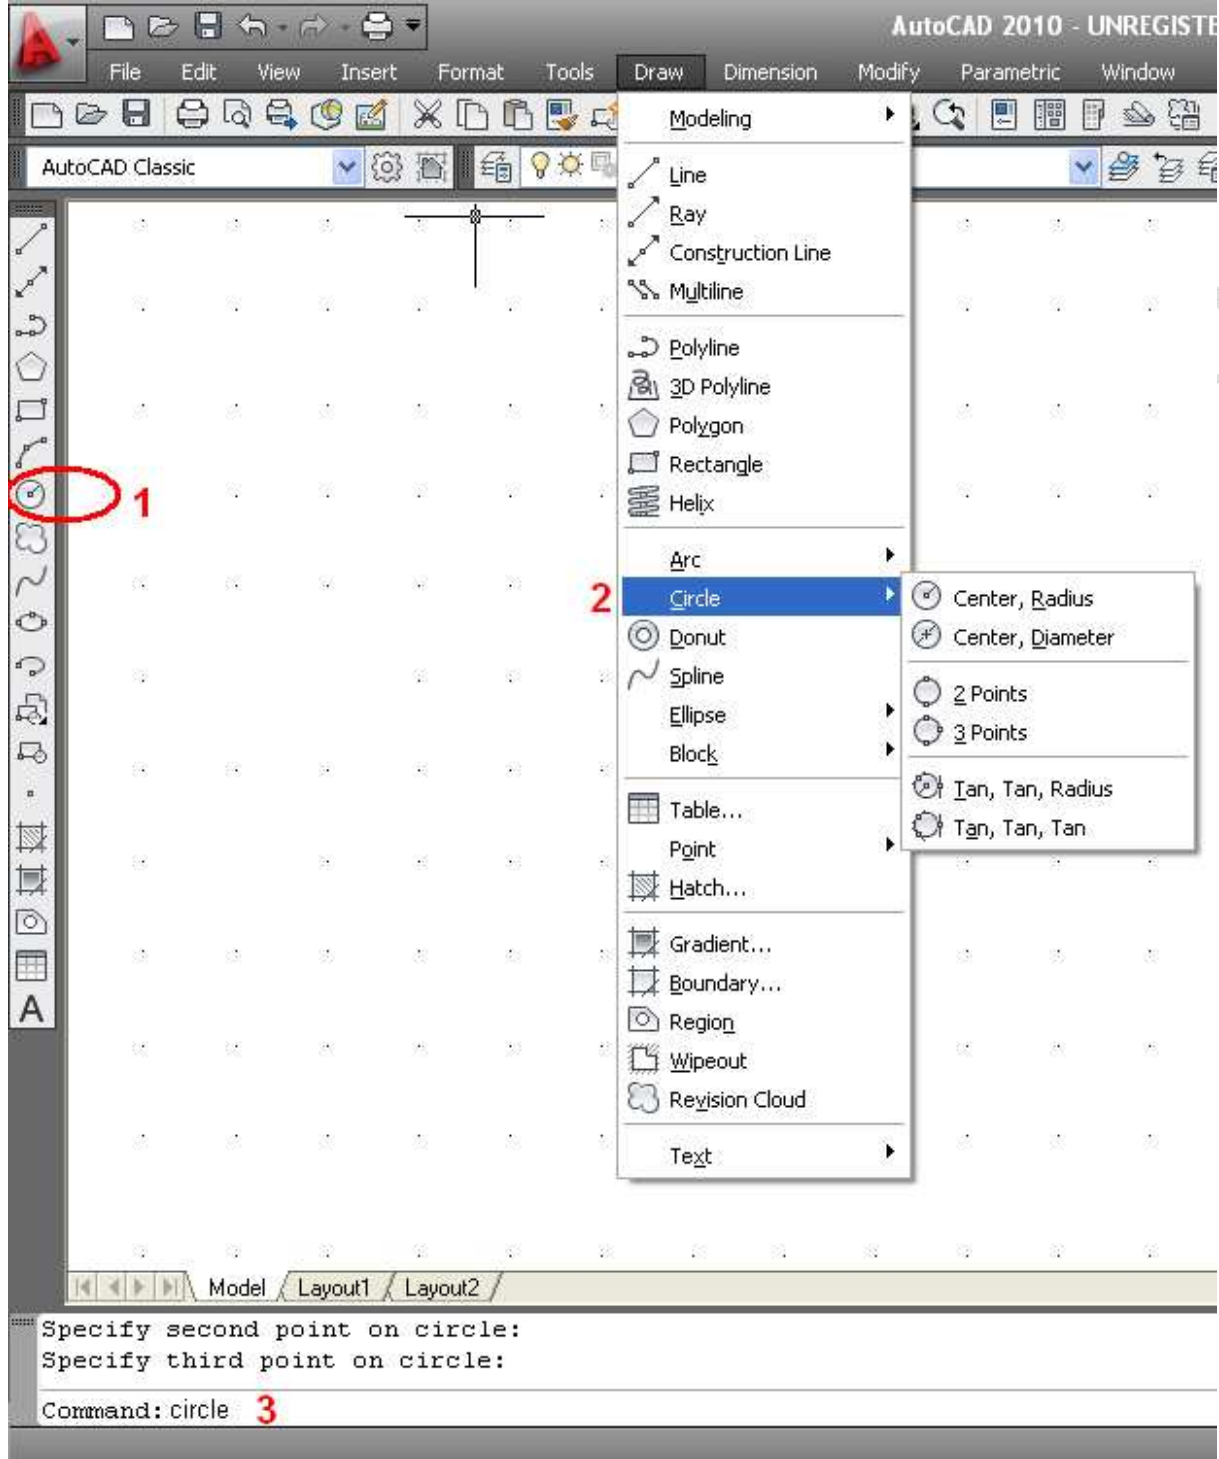 AutoCAD 2010 - UNREGISTE
File Edit View Insert Format Tools Draw Dimension Modify Parametric Window
AutoCAD Classic
Modeling
Line
Ray
Construction Line
Multiline
Polyline
3D Polyline
Polygon
Rectangle
Helix
1
Arc
2 Circle
Donut
Spline
Ellipse
Block
Center, Radius
Center, Diameter
2 Points
3 Points
Tan, Tan, Radius
Tan, Tan, Tan
Table...
Point
Hatch...
Gradient...
Boundary...
Region
Wipeout
Revision Cloud
Text
A
Model Layout1 Layout2
Specify second point on circle:
Specify third point on circle:
Command: circle 3